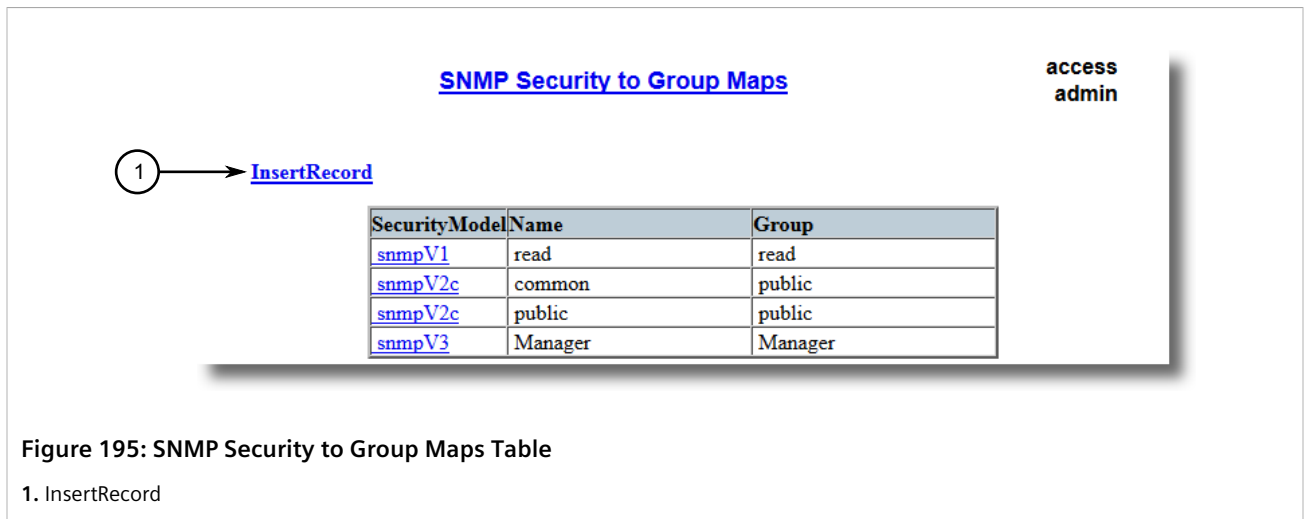 SNMP Security to Group Maps
access
admin
1
InsertRecord
SecurityModel Name Group
snmpV1 read read
snmpV2c common public
snmpV2c public public
snmpV3 Manager Manager
Figure 195: SNMP Security to Group Maps Table
1. InsertRecord